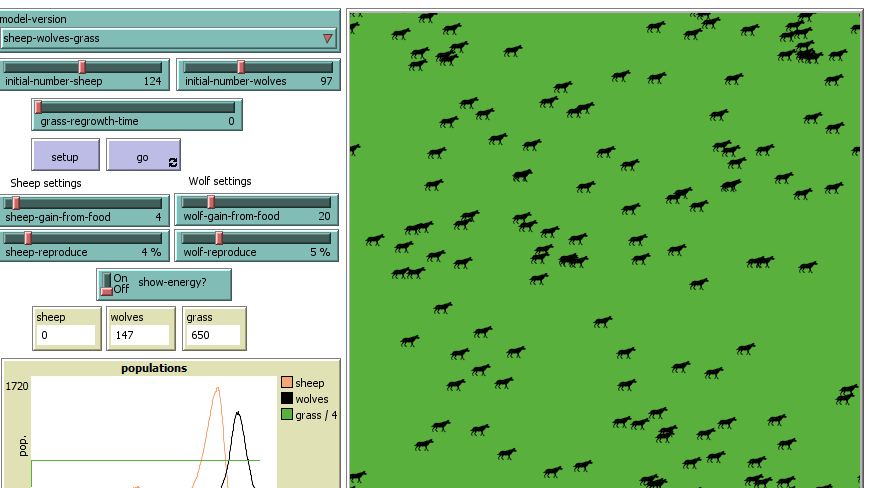 model-version
sheep-wolves-grass
initial-number-sheep 124
initial-number-wolves 97
grass-regrowth-time 0
setup
go
Sheep settings
Wolf settings
sheep-gain-from-food 4
wolf-gain-from-food 20
sheep-reproduce 4 %
wolf-reproduce 5 %
On
Off
show-energy?
sheep
0
wolves
147
grass
650
populations
1720
pop.
sheep
wolves
grass / 4